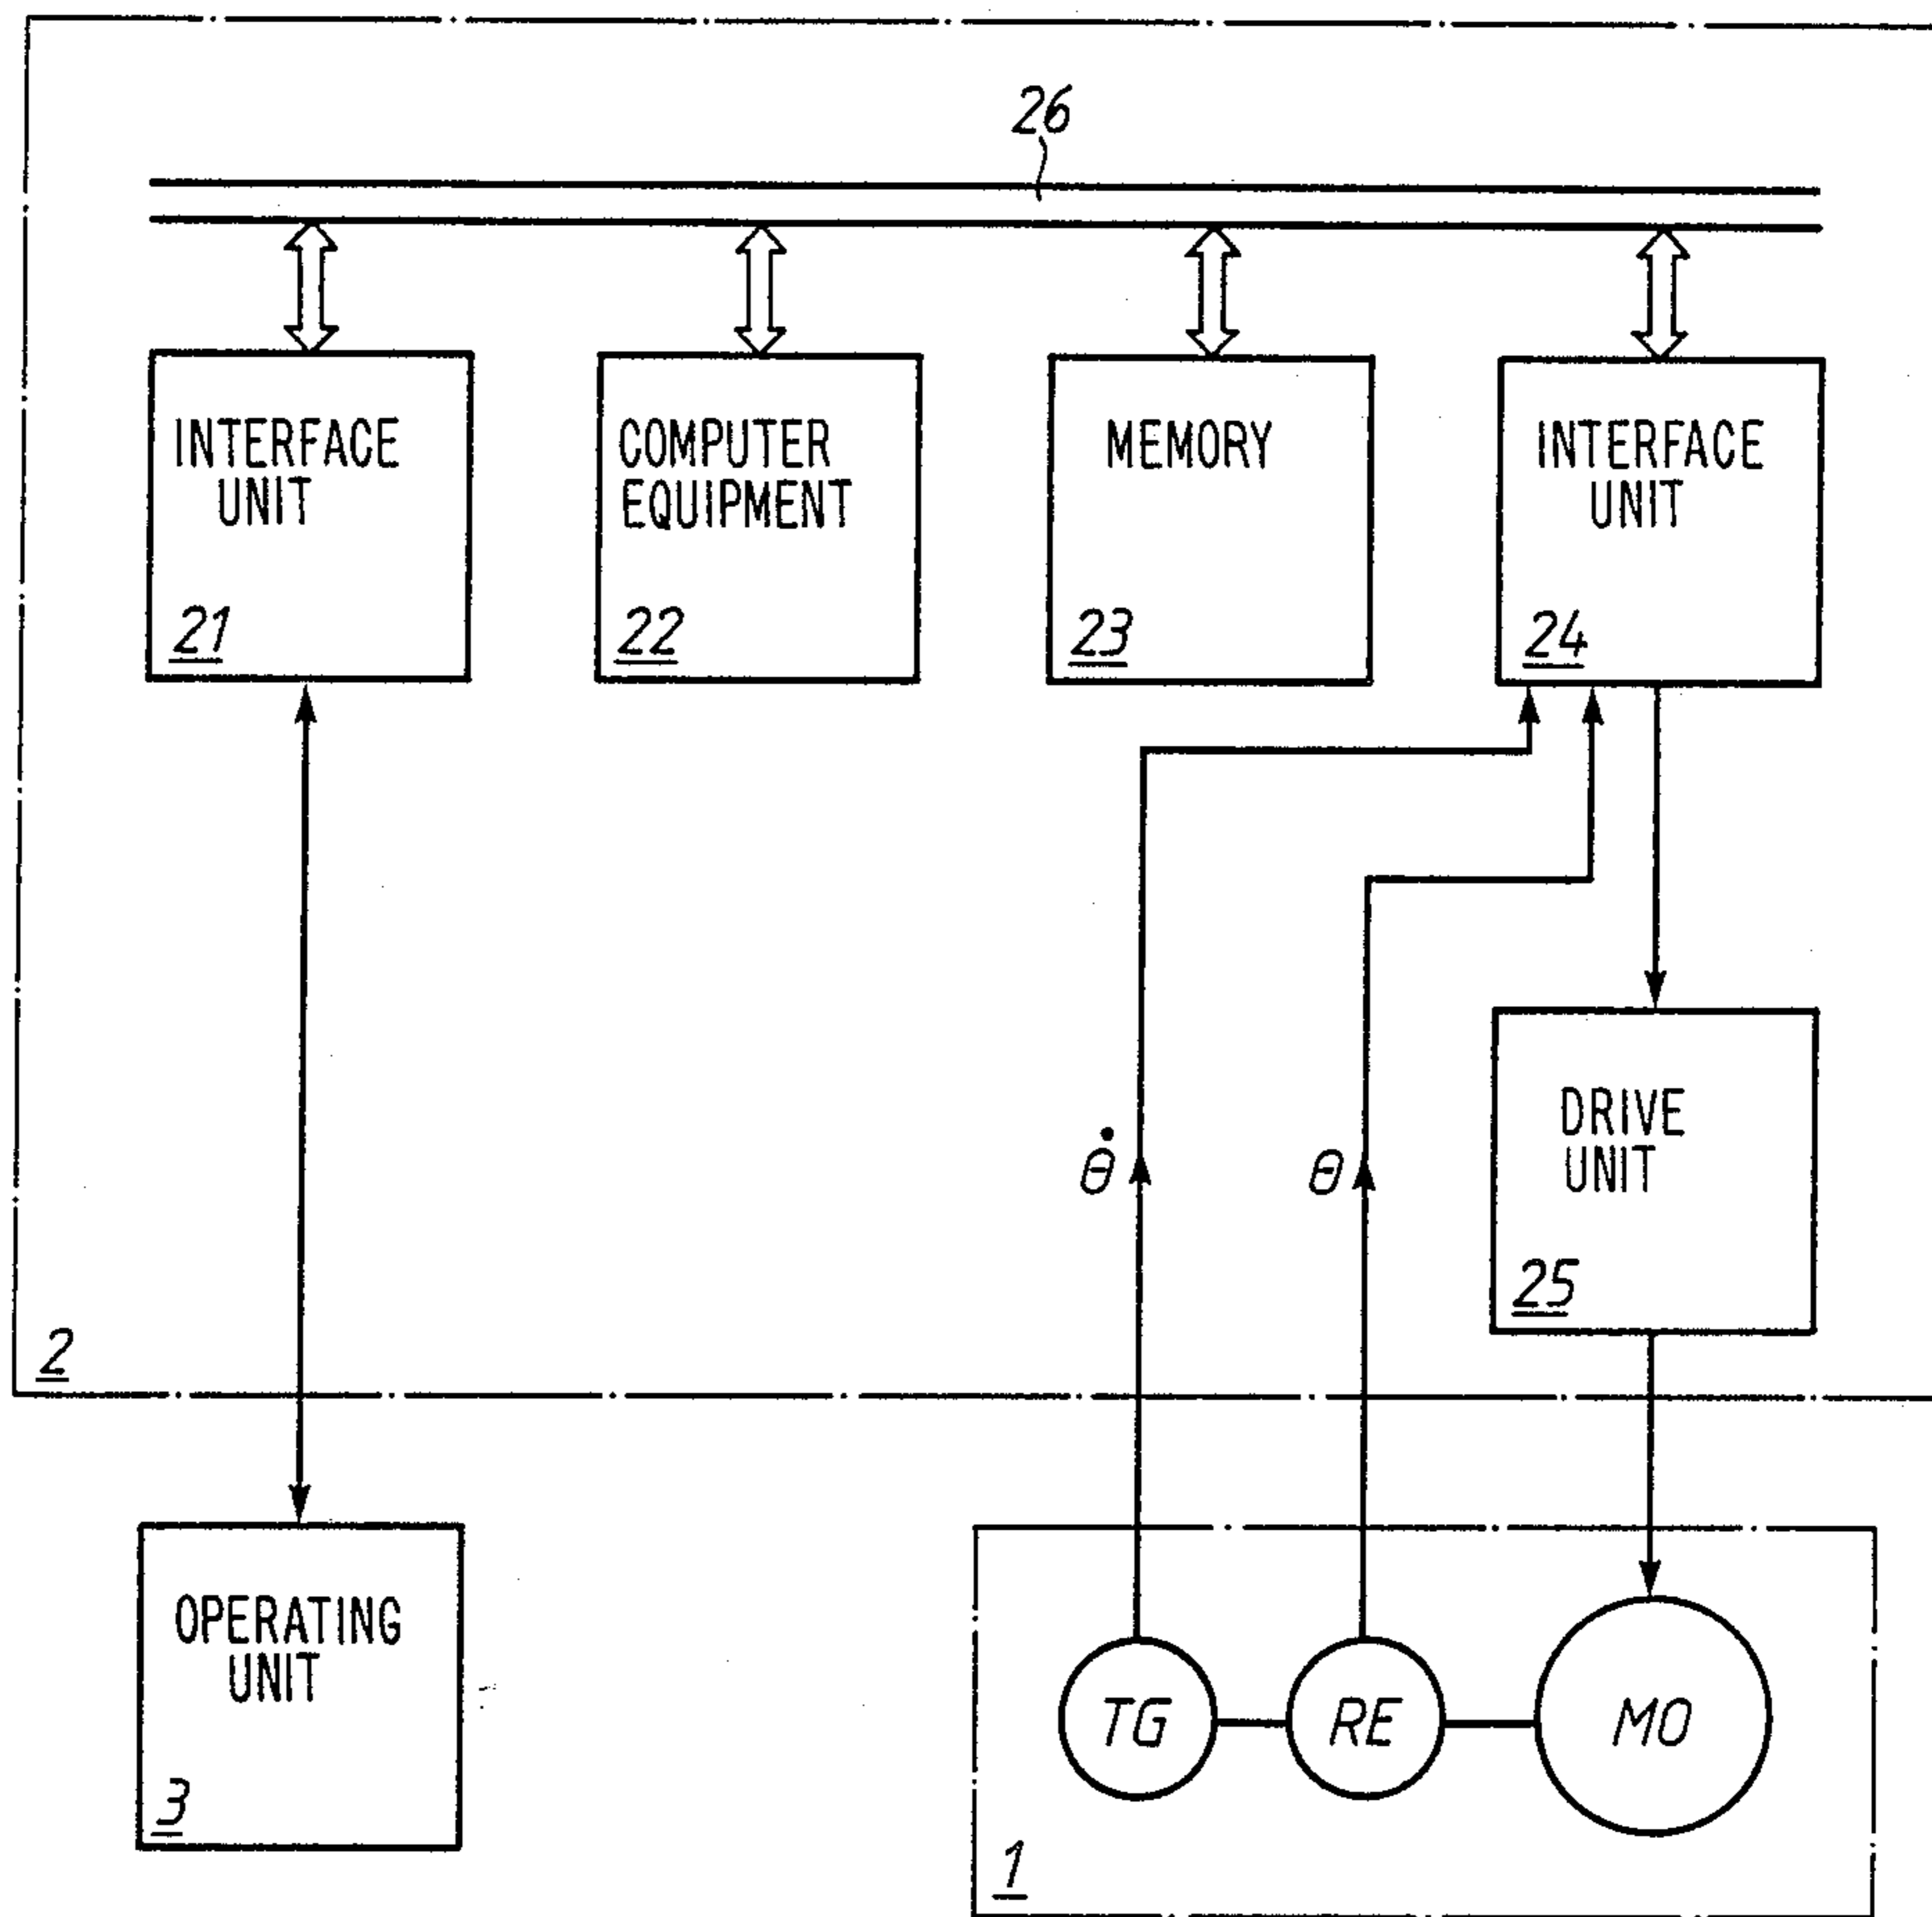 26
INTERFACE
UNIT
21
COMPUTER
EQUIPMENT
22
MEMORY
23
INTERFACE
UNIT
24
θ̇
θ
DRIVE
UNIT
25
2
OPERATING
UNIT
3
TG
RE
MO
1